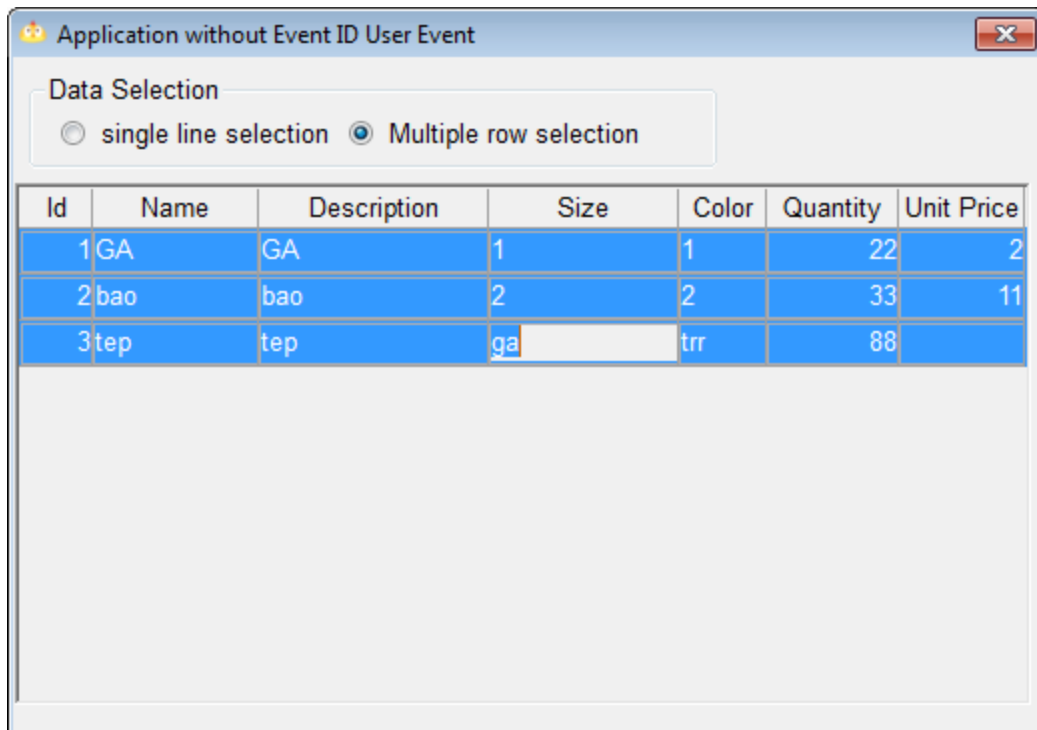 Application without Event ID User Event
Data Selection
single line selection Multiple row selection
Id Name Description Size Color Quantity Unit Price
1 GA GA 1 1 22 2
2 bao bao 2 2 33 11
3 tep tep ga trr 88